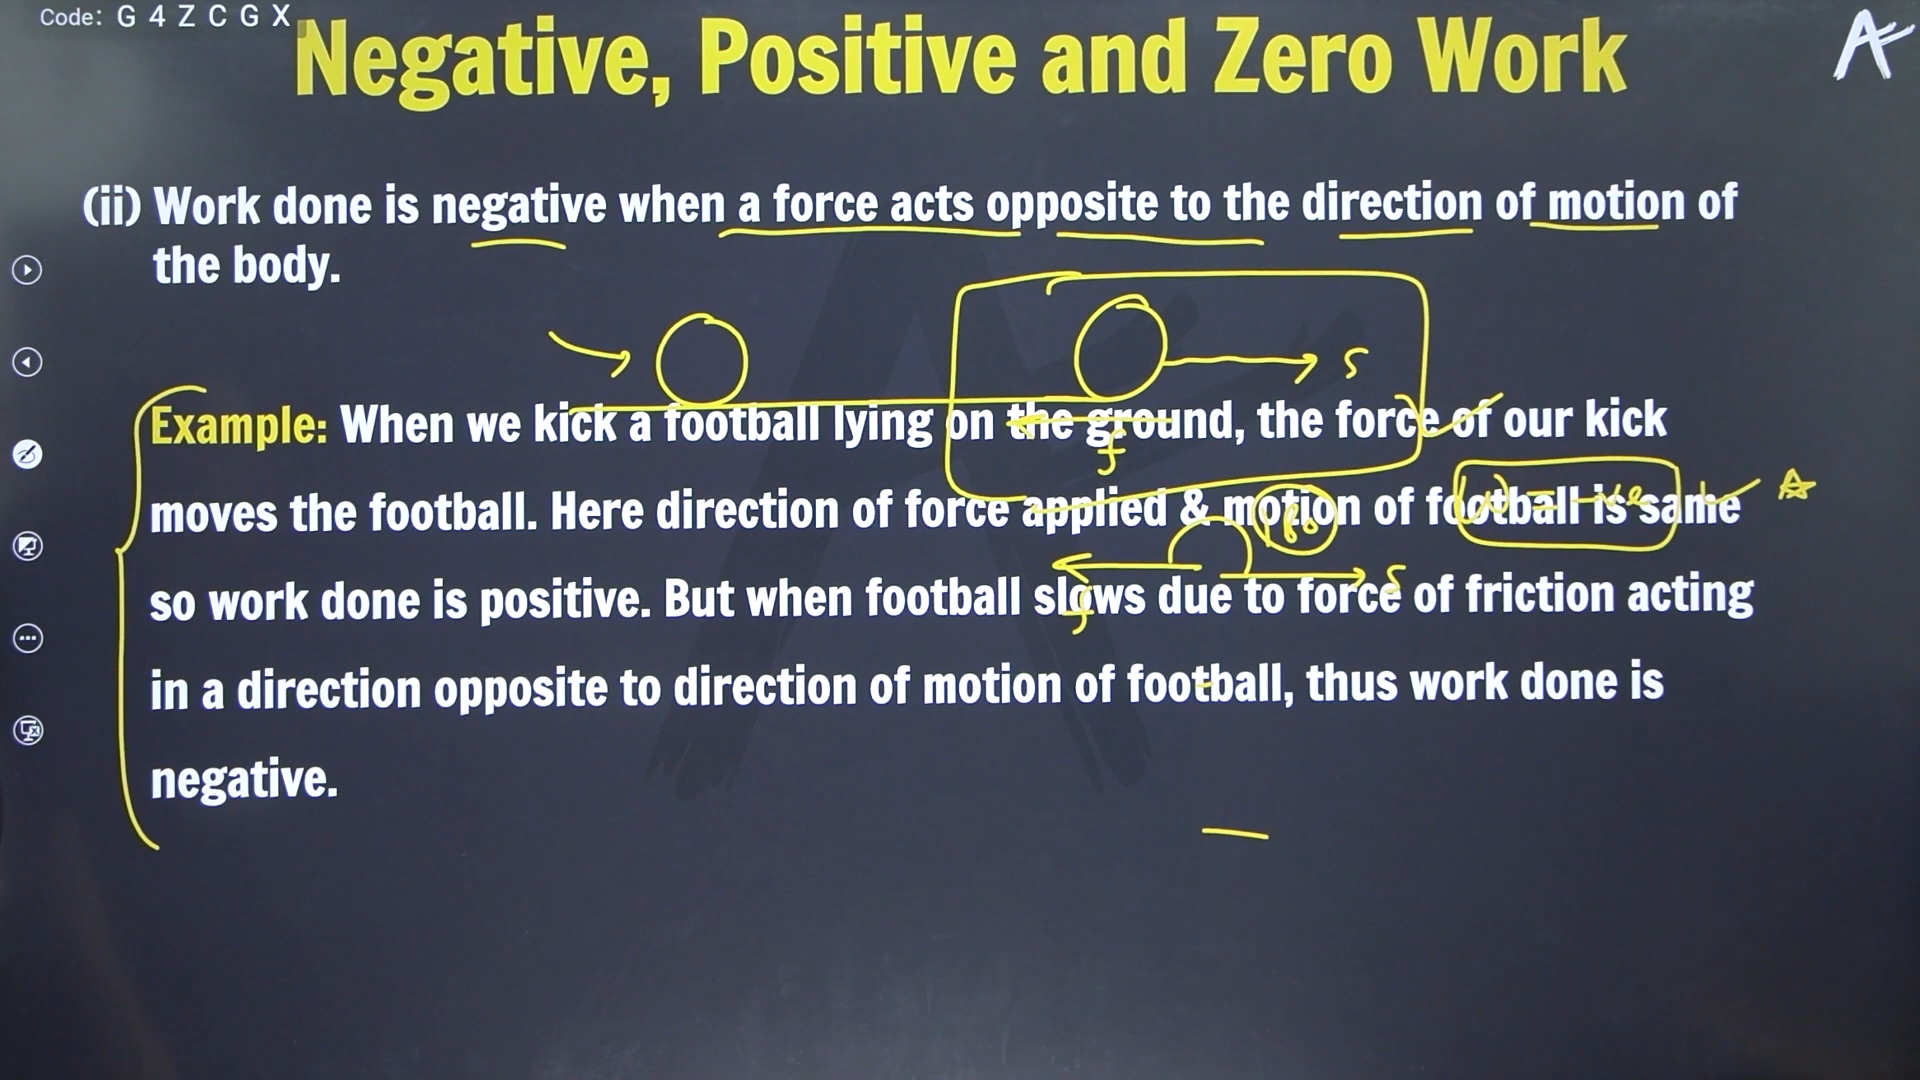 Code: G 4 Z C G X
Negative, Positive and Zero Work
(ii) Work done is negative when a force acts opposite to the direction of motion of
the body.
S
Example: When we kick a football lying on the ground, the force of our kick
f
moves the football. Here direction of force applied & motion of football is same
W = -ve
180
so work done is positive. But when football slows due to force of friction acting
f
S
in a direction opposite to direction of motion of football, thus work done is
negative.